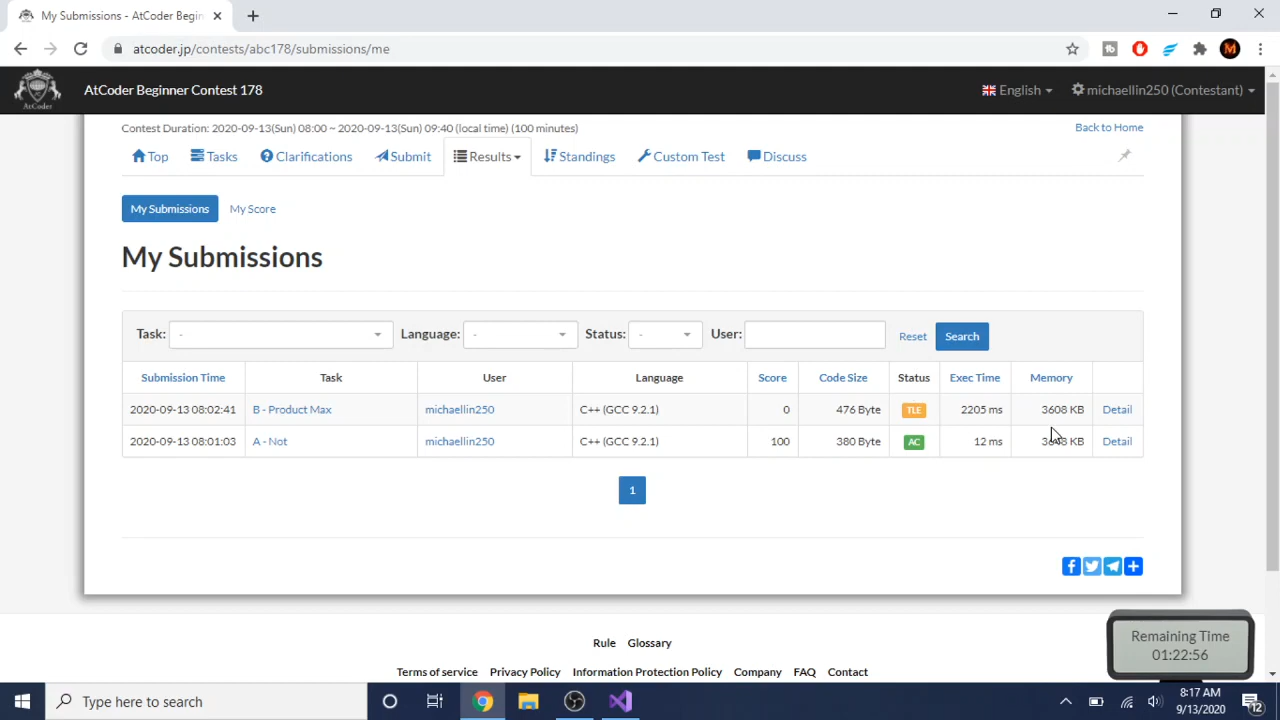 My Submissions - AtCoder Begin
atcoder.jp/contests/abc178/submissions/me
M
AtCoder
AtCoder Beginner Contest 178
English
michaellin250 (Contestant)
Contest Duration: 2020-09-13(Sun) 08:00 ~ 2020-09-13(Sun) 09:40 (local time) (100 minutes)
Back to Home
Top
Tasks
Clarifications
Submit
Results
Standings
Custom Test
Discuss
My Submissions
My Score
My Submissions
Task: - Language: - Status: - User: Reset Search
Submission Time Task User Language Score Code Size Status Exec Time Memory
2020-09-13 08:02:41 B - Product Max michaellin250 C++ (GCC 9.2.1) 0 476 Byte TLE 2205 ms 3608 KB Detail
2020-09-13 08:01:03 A - Not michaellin250 C++ (GCC 9.2.1) 100 380 Byte AC 12 ms KB Detail
1
Rule Glossary
Terms of service Privacy Policy Information Protection Policy Company FAQ Contact
Remaining Time
01:22:56
Type here to search
8:17 AM
9/13/2020
12